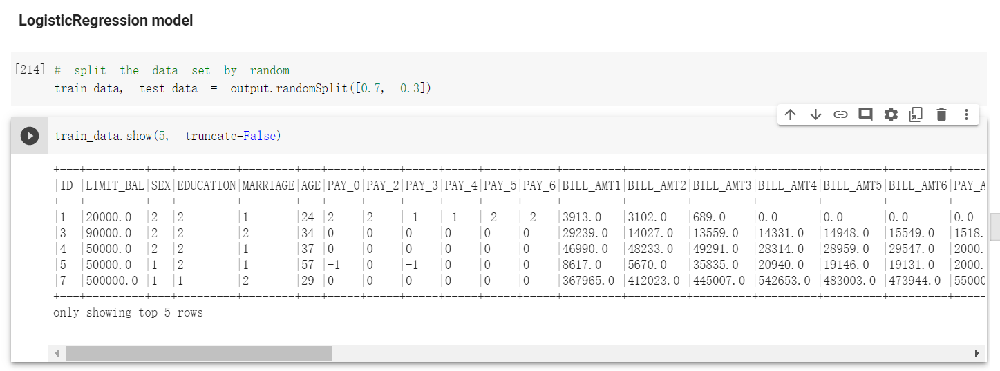 LogisticRegression model
[214] # split the data set by random
train_data, test_data = output.randomSplit([0.7, 0.3])
train_data.show(5, truncate=False)
+---+---------+---+---------+--------+---+-----+-----+-----+-----+-----+-----+---------+---------+---------+---------+---------+---------+-----
|ID |LIMIT_BAL|SEX|EDUCATION|MARRIAGE|AGE|PAY_0|PAY_2|PAY_3|PAY_4|PAY_5|PAY_6|BILL_AMT1|BILL_AMT2|BILL_AMT3|BILL_AMT4|BILL_AMT5|BILL_AMT6|PAY_A
+---+---------+---+---------+--------+---+-----+-----+-----+-----+-----+-----+---------+---------+---------+---------+---------+---------+-----
|1 |20000.0 |2 |2 |1 |24 |2 |2 |-1 |-1 |-2 |-2 |3913.0 |3102.0 |689.0 |0.0 |0.0 |0.0 |0.0
|3 |90000.0 |2 |2 |2 |34 |0 |0 |0 |0 |0 |0 |29239.0 |14027.0 |13559.0 |14331.0 |14948.0 |15549.0 |1518.
|4 |50000.0 |2 |2 |1 |37 |0 |0 |0 |0 |0 |0 |46990.0 |48233.0 |49291.0 |28314.0 |28959.0 |29547.0 |2000.
|5 |50000.0 |1 |2 |1 |57 |-1 |0 |-1 |0 |0 |0 |8617.0 |5670.0 |35835.0 |20940.0 |19146.0 |19131.0 |2000.
|7 |500000.0 |1 |1 |2 |29 |0 |0 |0 |0 |0 |0 |367965.0 |412023.0 |445007.0 |542653.0 |483003.0 |473944.0 |55000
+---+---------+---+---------+--------+---+-----+-----+-----+-----+-----+-----+---------+---------+---------+---------+---------+---------+-----
only showing top 5 rows